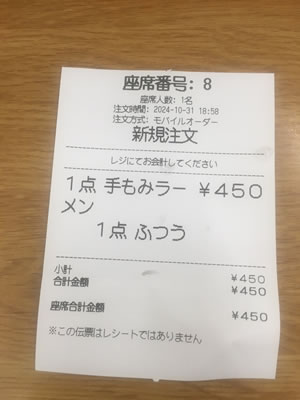 座席番号: 8
座席人数: 1名
注文時間: 2024-10-31 18:58
注文方式: モバイルオーダー
新規注文
レジにてお会計してください
1点 手もみラー ¥450
メン
1点 ふつう
小計 ¥450
合計金額 ¥450
座席合計金額 ¥450
※この伝票はレシートではありません